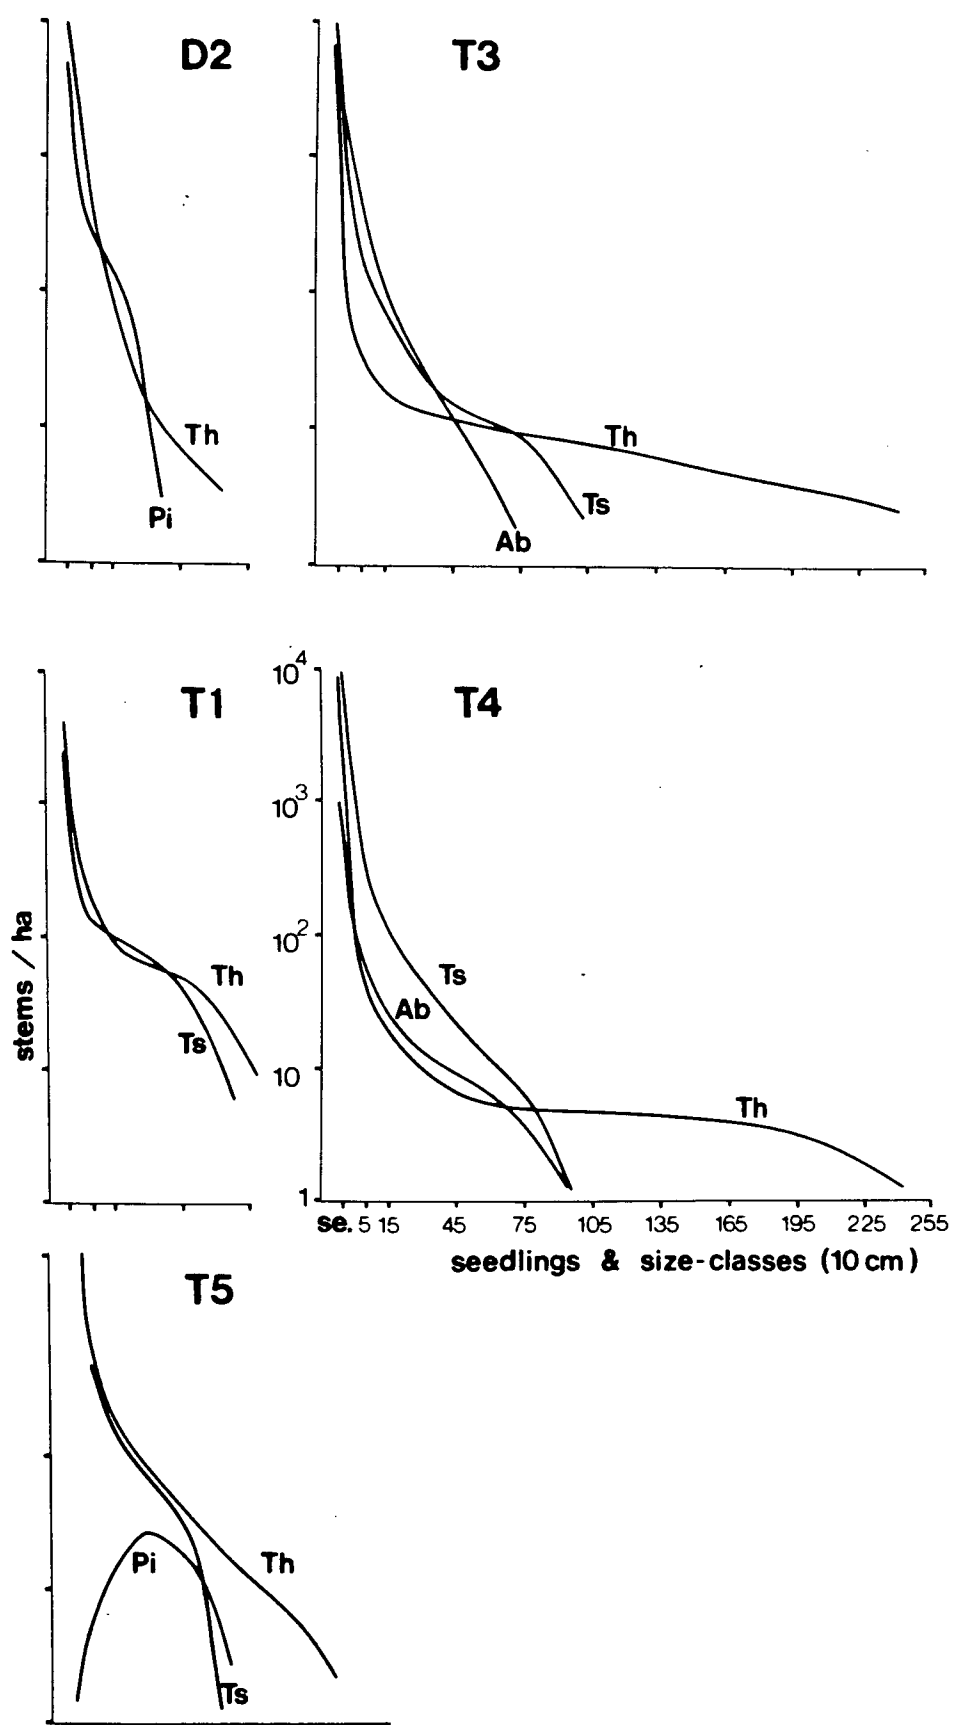 D2
T3
Th
Pi
Th
Ts
Ab
T1
T4
10^4
10^3
10^2
10
1
stems / ha
Th
Ts
Ts
Ab
Th
se. 5 15 45 75 105 135 165 195 225 255
seedlings & size-classes (10 cm)
T5
Pi
Th
Ts